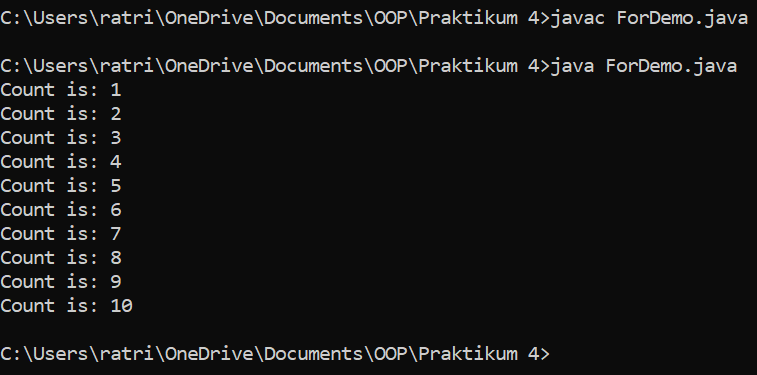 C:\Users\ratri\OneDrive\Documents\OOP\Praktikum 4>javac ForDemo.java
C:\Users\ratri\OneDrive\Documents\OOP\Praktikum 4>java ForDemo.java
Count is: 1
Count is: 2
Count is: 3
Count is: 4
Count is: 5
Count is: 6
Count is: 7
Count is: 8
Count is: 9
Count is: 10
C:\Users\ratri\OneDrive\Documents\OOP\Praktikum 4>